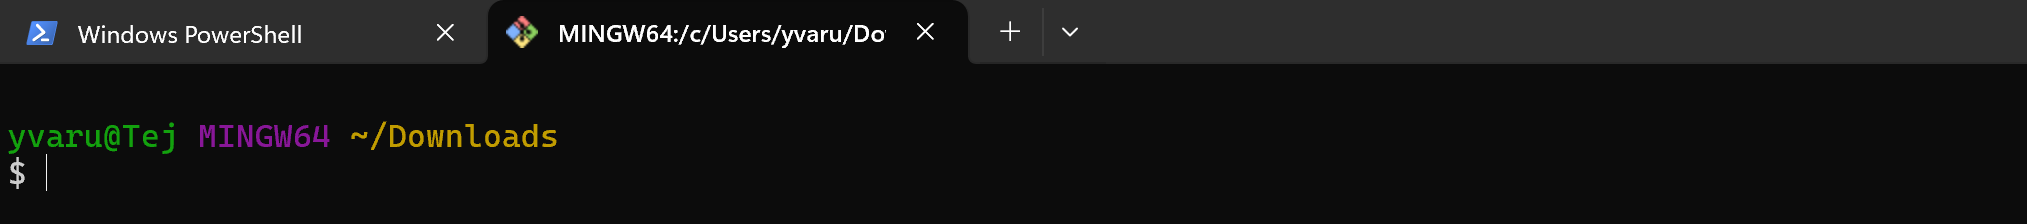 Windows PowerShell MINGW64:/c/Users/yvaru/Do
yvaru@Tej MINGW64 ~/Downloads
$